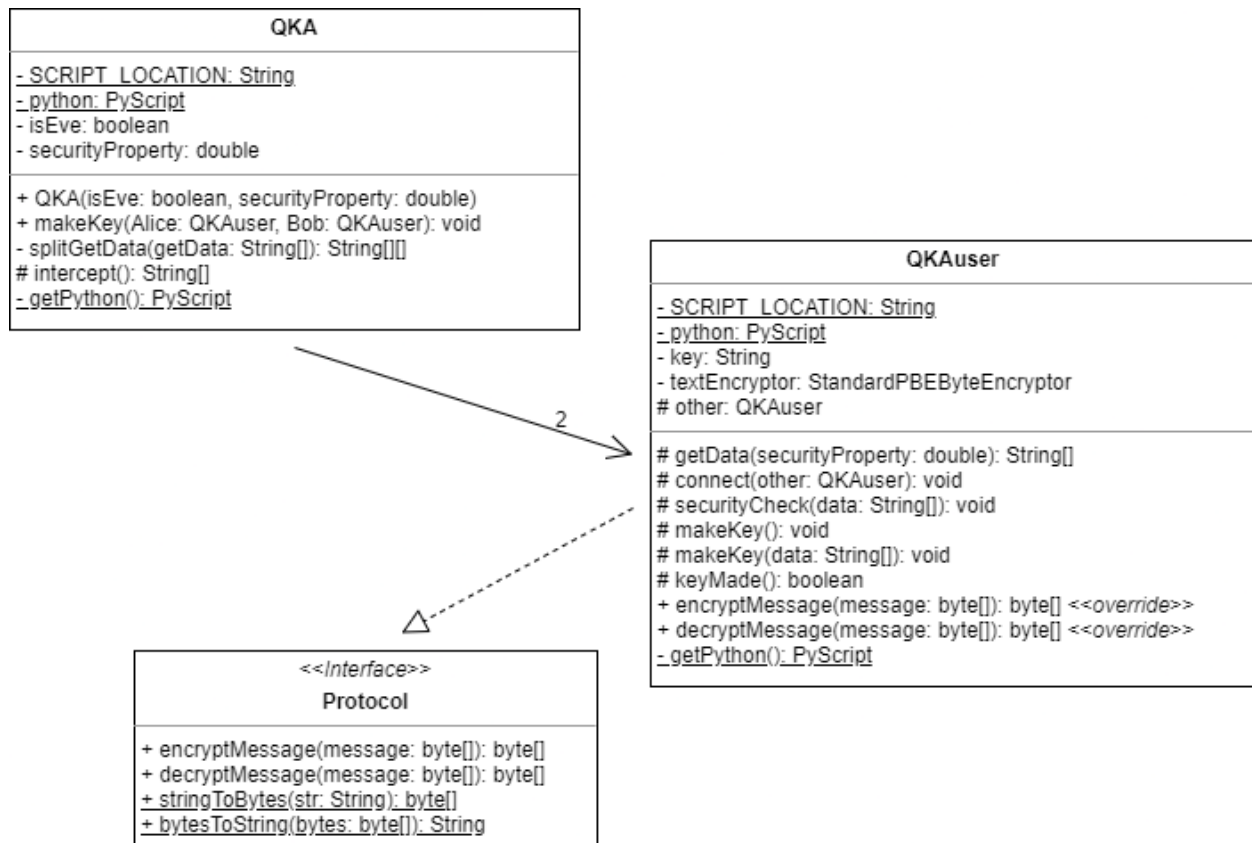 QKA
- SCRIPT_LOCATION: String
- python: PyScript
- isEve: boolean
- securityProperty: double
+ QKA(isEve: boolean, securityProperty: double)
+ makeKey(Alice: QKAuser, Bob: QKAuser): void
- splitGetData(getData: String[]): String[][]
# intercept(): String[]
- getPython(): PyScript
2
QKAuser
- SCRIPT_LOCATION: String
- python: PyScript
- key: String
- textEncryptor: StandardPBEByteEncryptor
# other: QKAuser
# getData(securityProperty: double): String[]
# connect(other: QKAuser): void
# securityCheck(data: String[]): void
# makeKey(): void
# makeKey(data: String[]): void
# keyMade(): boolean
+ encryptMessage(message: byte[]): byte[] <<override>>
+ decryptMessage(message: byte[]): byte[] <<override>>
- getPython(): PyScript
<<Interface>>
Protocol
+ encryptMessage(message: byte[]): byte[]
+ decryptMessage(message: byte[]): byte[]
+ stringToBytes(str: String): byte[]
+ bytesToString(bytes: byte[]): String